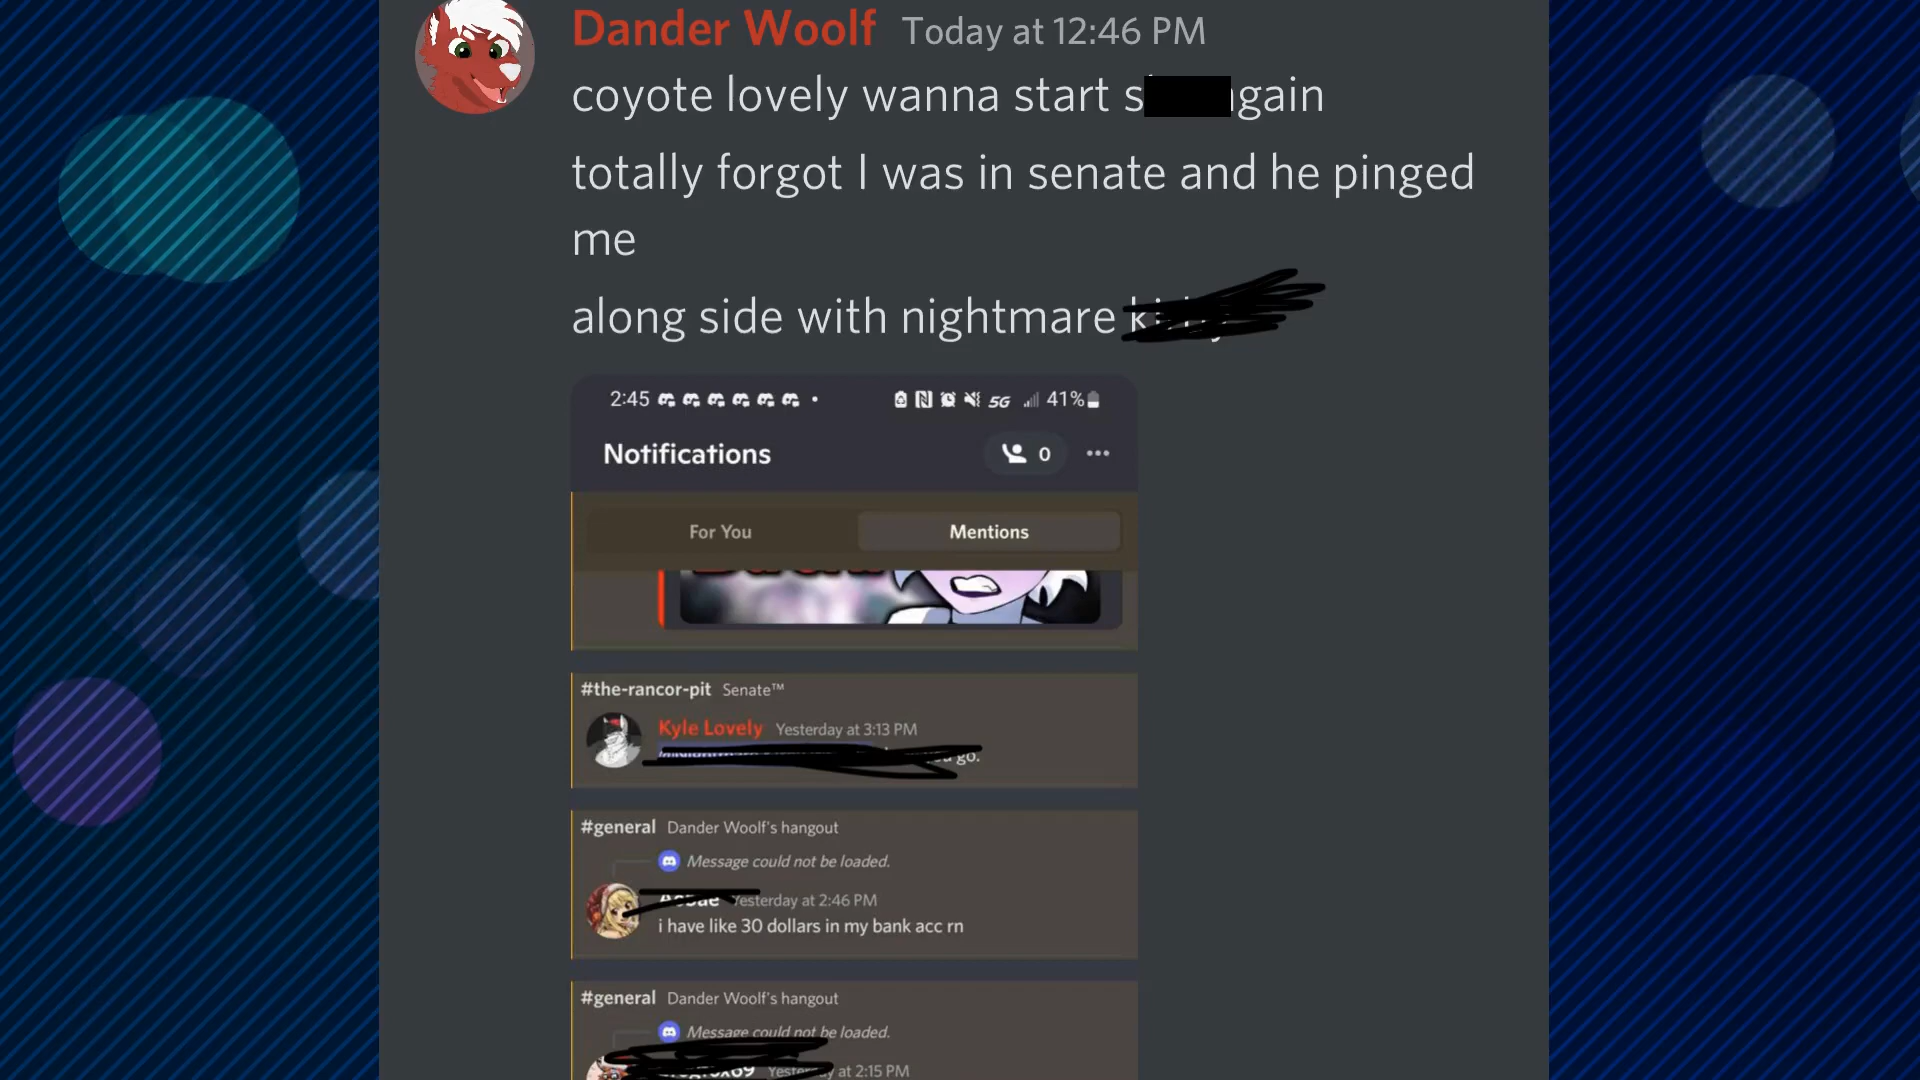 Dander Woolf Today at 12:46 PM
coyote lovely wanna start
totally forgot I was in senate and he pinged
me
along side with nightmare
2:45 5G 41%
Notifications 0
For You Mentions
#the-rancor-pit Senate™
Kyle Lovely Yesterday at 3:13 PM
go.
#general Dander Woolf's hangout
Message could not be loaded.
Yesterday at 2:46 PM
i have like 30 dollars in my bank acc rn
#general Dander Woolf's hangout
Message could not be loaded.
at 2:15 PM